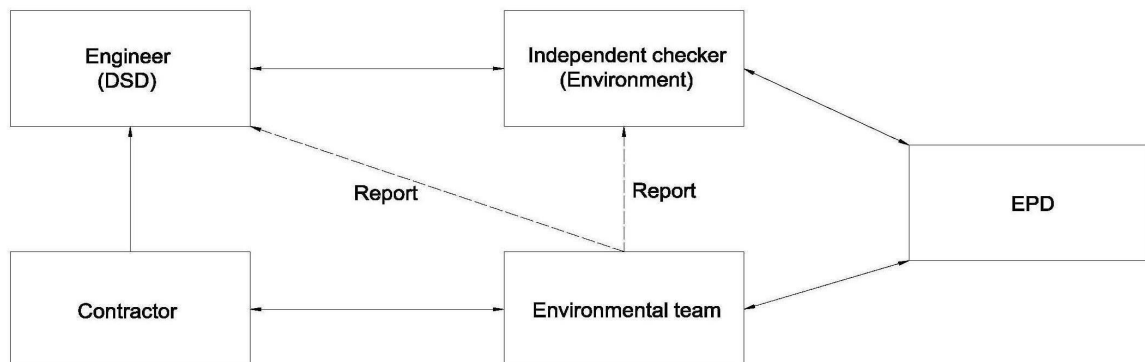 Engineer
(DSD)
Independent checker
(Environment)
Report
Report
EPD
Contractor
Environmental team